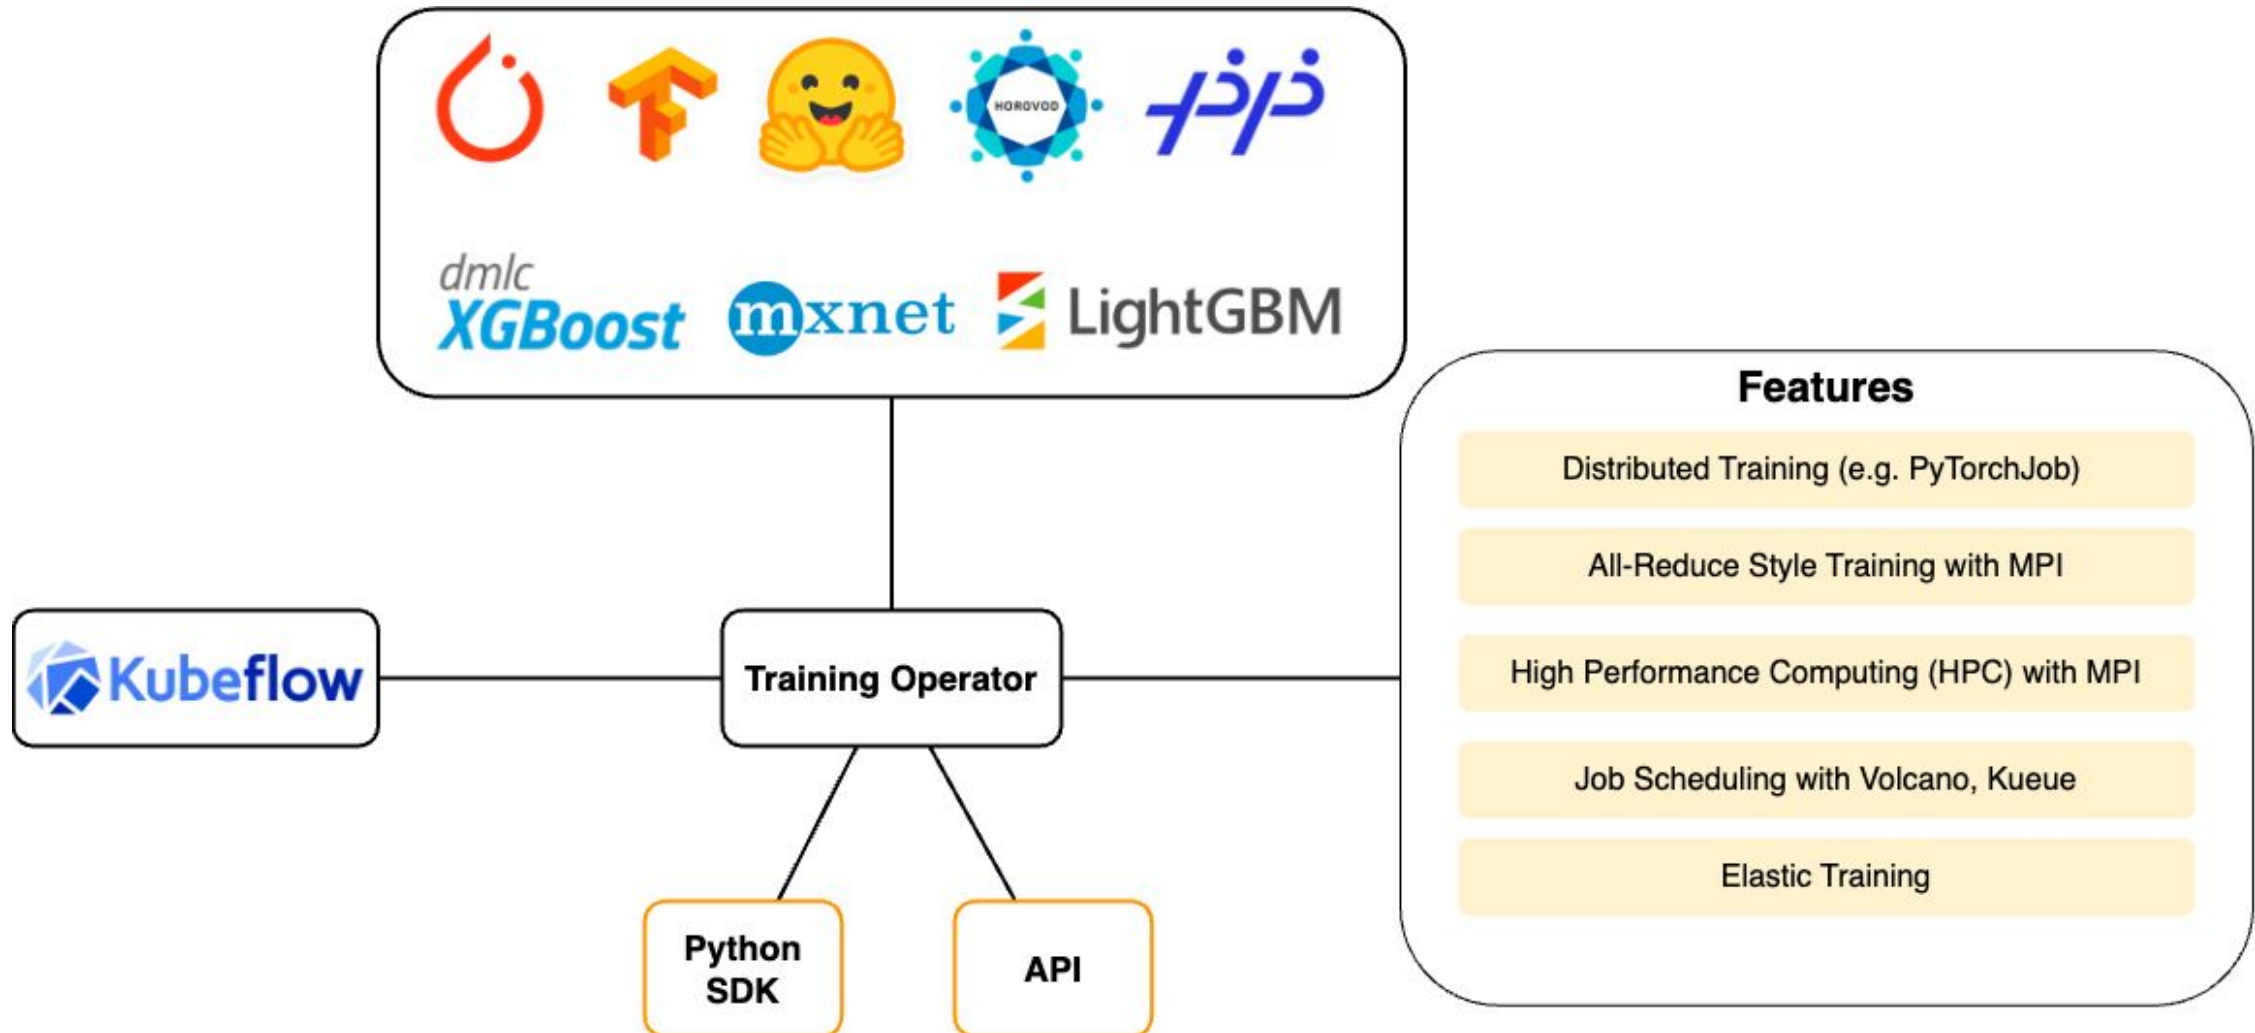 HOROVOD
dmlc
XGBoost
mxnet
LightGBM
Features
Distributed Training (e.g. PyTorchJob)
All-Reduce Style Training with MPI
High Performance Computing (HPC) with MPI
Job Scheduling with Volcano, Kueue
Elastic Training
Kubeflow
Training Operator
Python
SDK
API